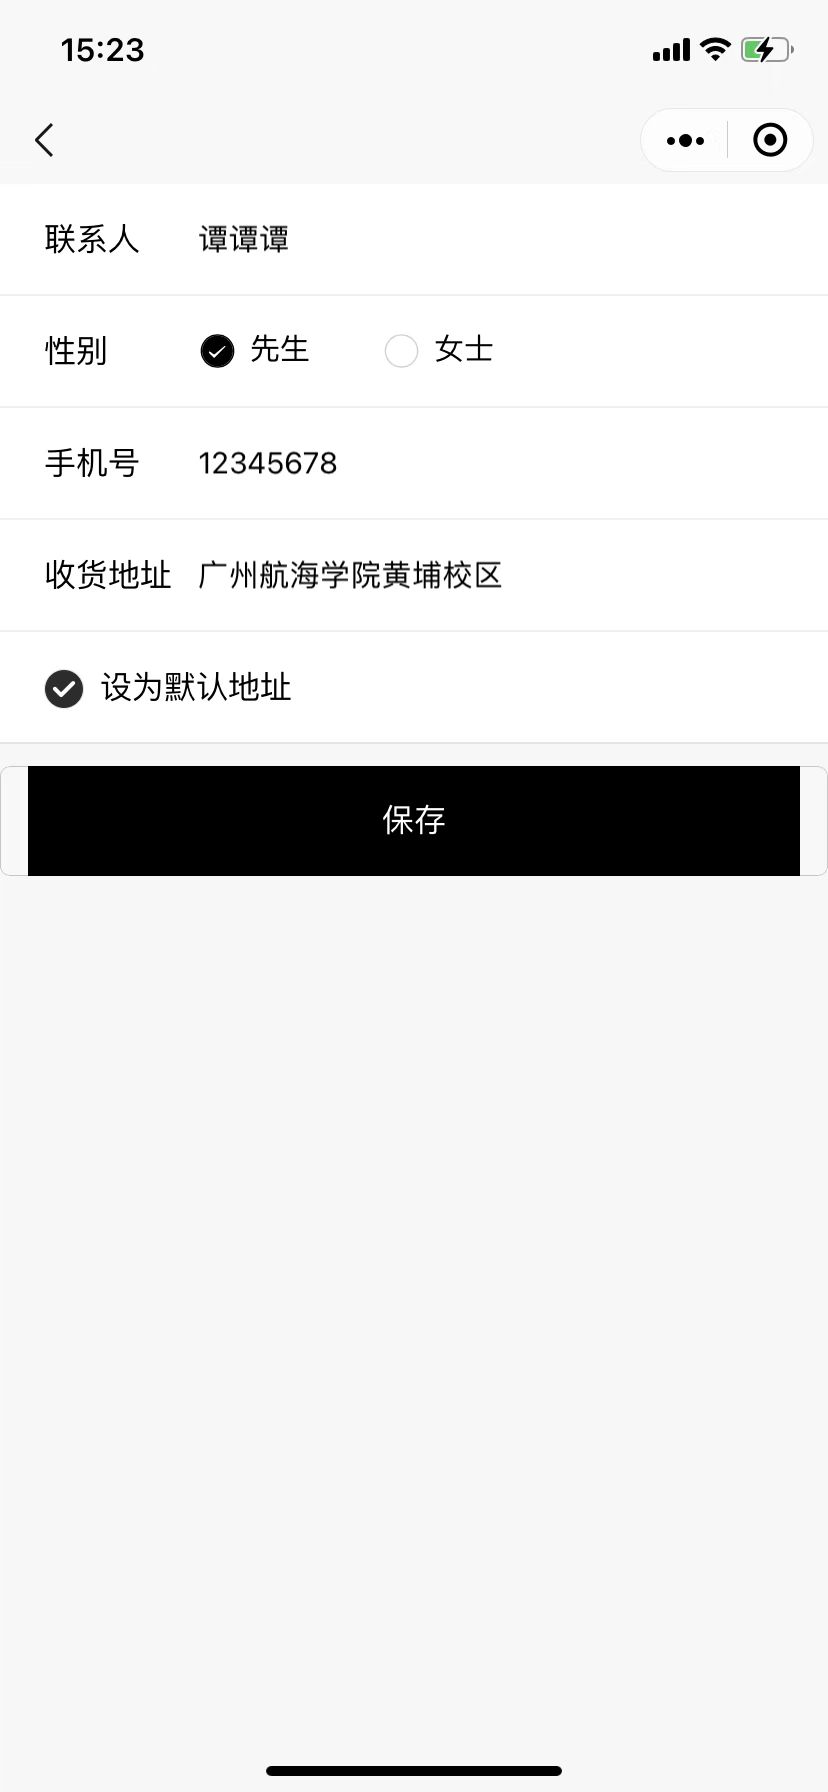 15:23
联系人 谭谭谭
性别 先生 女士
手机号 12345678
收货地址 广州航海学院黄埔校区
设为默认地址
保存